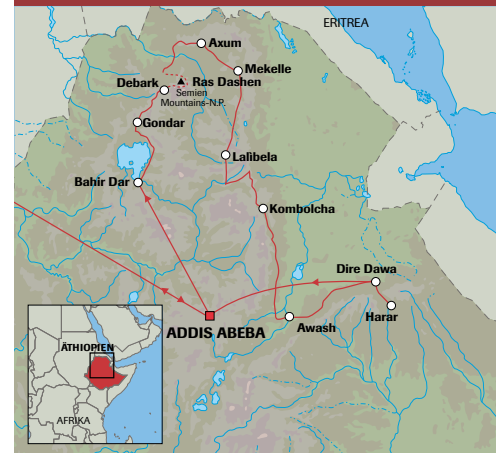 ERITREA
Axum
Mekelle
Debark
Ras Dashen
Semien
Mountains-N.P.
Gondar
Lalibela
Bahir Dar
Kombolcha
Dire Dawa
ADDIS ABEBA
Awash
Harar
ÄTHIOPIEN
AFRIKA